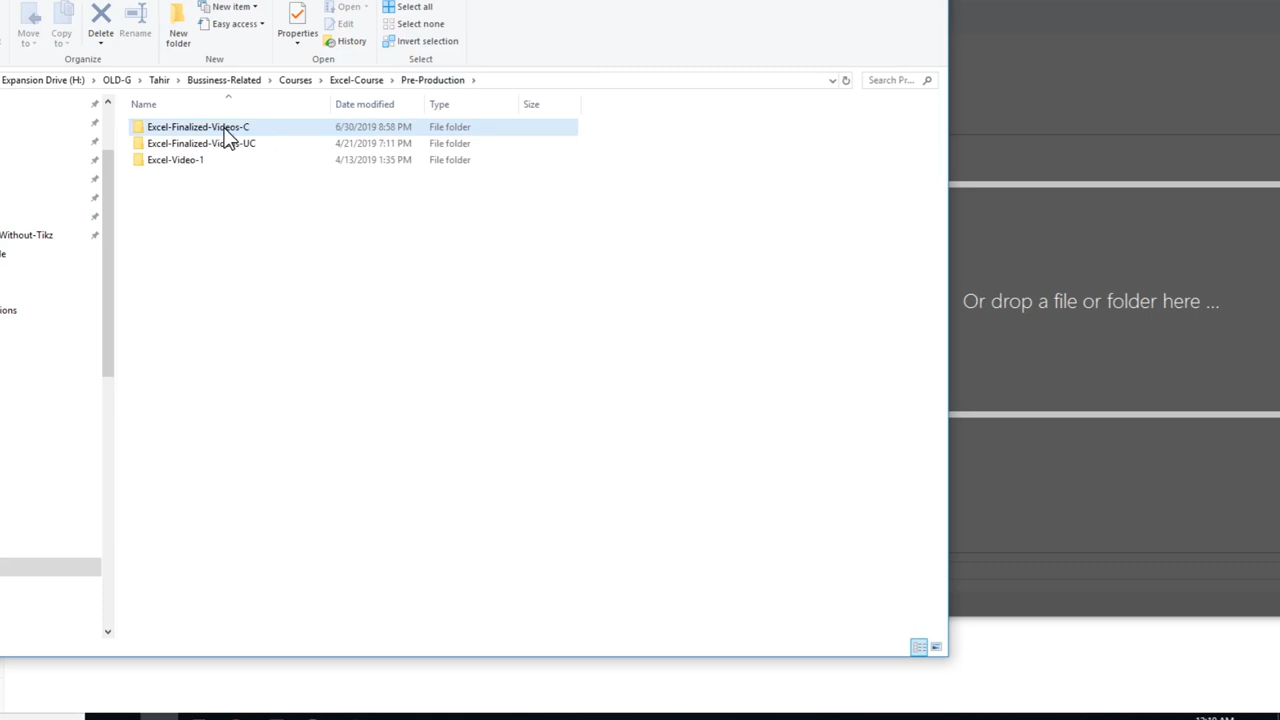 New item
Open
Select all
Easy access
Edit
Select none
Move to
Copy to
Delete
Rename
New folder
Properties
History
Invert selection
Organize
New
Open
Select
Expansion Drive (H:) > OLD-G > Tahir > Bussiness-Related > Courses > Excel-Course > Pre-Production >
Search Pr...
Name
Date modified
Type
Size
Excel-Finalized-Videos-C
6/30/2019 8:58 PM
File folder
Excel-Finalized-Videos-UC
4/21/2019 7:11 PM
File folder
Excel-Video-1
4/13/2019 1:35 PM
File folder
Without-Tikz
ions
Or drop a file or folder here ...